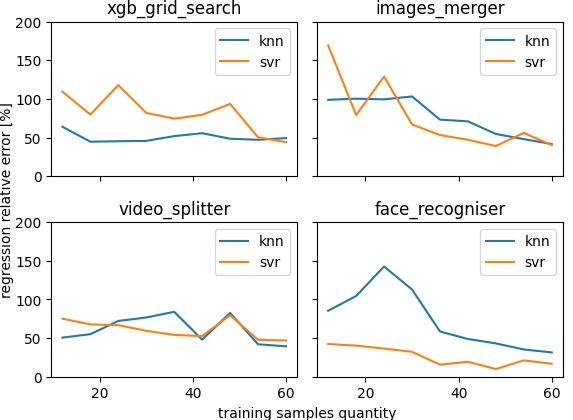 xgb_grid_search
images_merger
200
150
100
50
0
knn
svr
knn
svr
regression relative error [%]
video_splitter
face_recogniser
200
150
100
50
0
knn
svr
knn
svr
20 40 60
20 40 60
training samples quantity